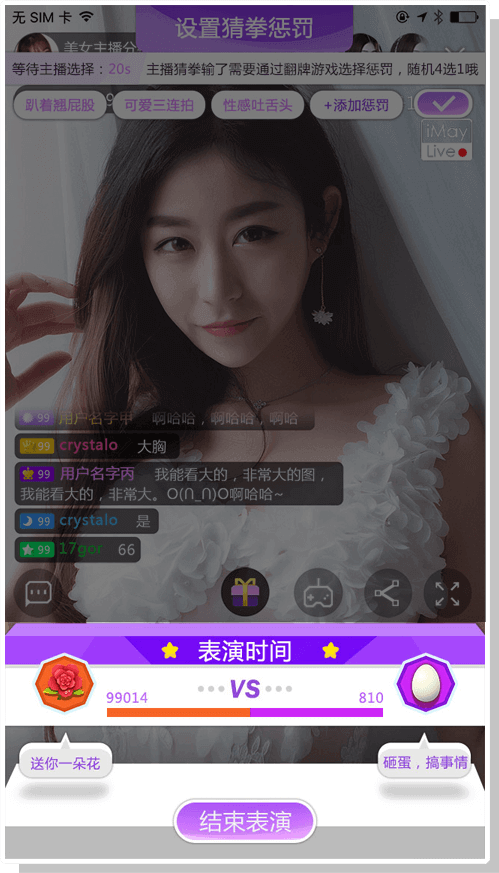 无 SIM 卡
设置猜拳惩罚
美女主播分
等待主播选择：20s 主播猜拳输了需要通过翻牌游戏选择惩罚，随机4选1哦
趴着翘屁股 可爱三连拍 性感吐舌头 +添加惩罚
iMay
Live
99 用户名字甲 啊哈哈，啊哈哈，啊哈
99 crystalo 大胸
99 用户名字丙 我能看大的，非常大的图，
我能看大的，非常大。O(∩_∩)O啊哈哈~
99 crystalo 是
99 17gor 66
表演时间
99014 VS 810
送你一朵花 砸蛋，搞事情
结束表演